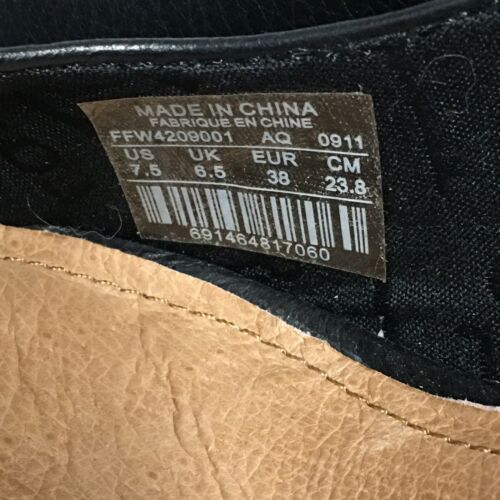 MADE IN CHINA
FABRIQUE EN CHINE
FFW4209001 AQ 0911
US UK EUR CM
7.5 6.5 38 23.8
691464817060